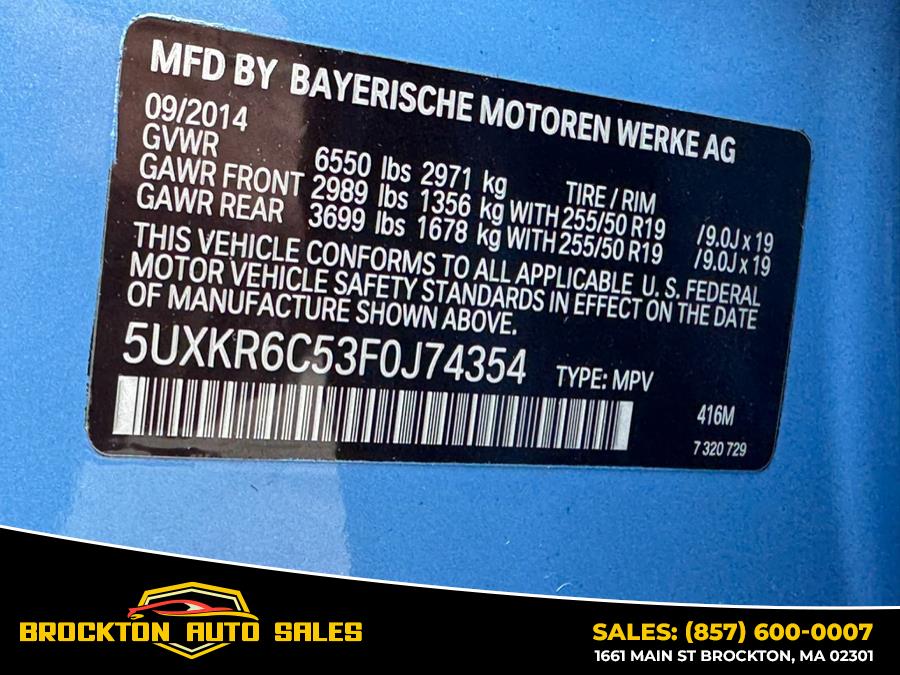 MFD BY BAYERISCHE MOTOREN WERKE AG
09/2014
GVWR 6550 lbs 2971 kg TIRE / RIM
GAWR FRONT 2989 lbs 1356 kg WITH 255/50 R19 /9.0J x 19
GAWR REAR 3699 lbs 1678 kg WITH 255/50 R19 /9.0J x 19
THIS VEHICLE CONFORMS TO ALL APPLICABLE U.S. FEDERAL
MOTOR VEHICLE SAFETY STANDARDS IN EFFECT ON THE DATE
OF MANUFACTURE SHOWN ABOVE.
5UXKR6C53F0J74354 TYPE: MPV
416M
7 320 729
BROCKTON AUTO SALES
SALES: (857) 600-0007
1661 MAIN ST BROCKTON, MA 02301